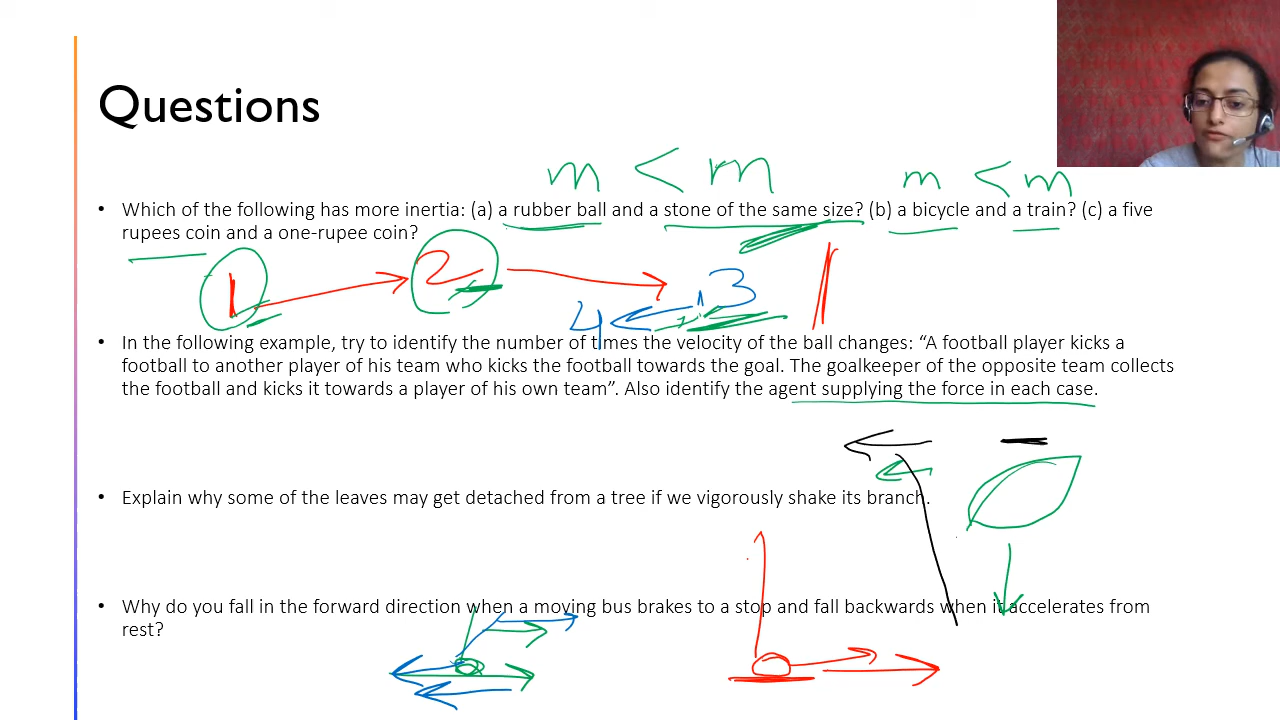 Questions
m < m m < m
• Which of the following has more inertia: (a) a rubber ball and a stone of the same size? (b) a bicycle and a train? (c) a five
rupees coin and a one-rupee coin?
1 2 3
4
• In the following example, try to identify the number of times the velocity of the ball changes: “A football player kicks a
football to another player of his team who kicks the football towards the goal. The goalkeeper of the opposite team collects
the football and kicks it towards a player of his own team”. Also identify the agent supplying the force in each case.
• Explain why some of the leaves may get detached from a tree if we vigorously shake its branch.
• Why do you fall in the forward direction when a moving bus brakes to a stop and fall backwards when it accelerates from
rest?